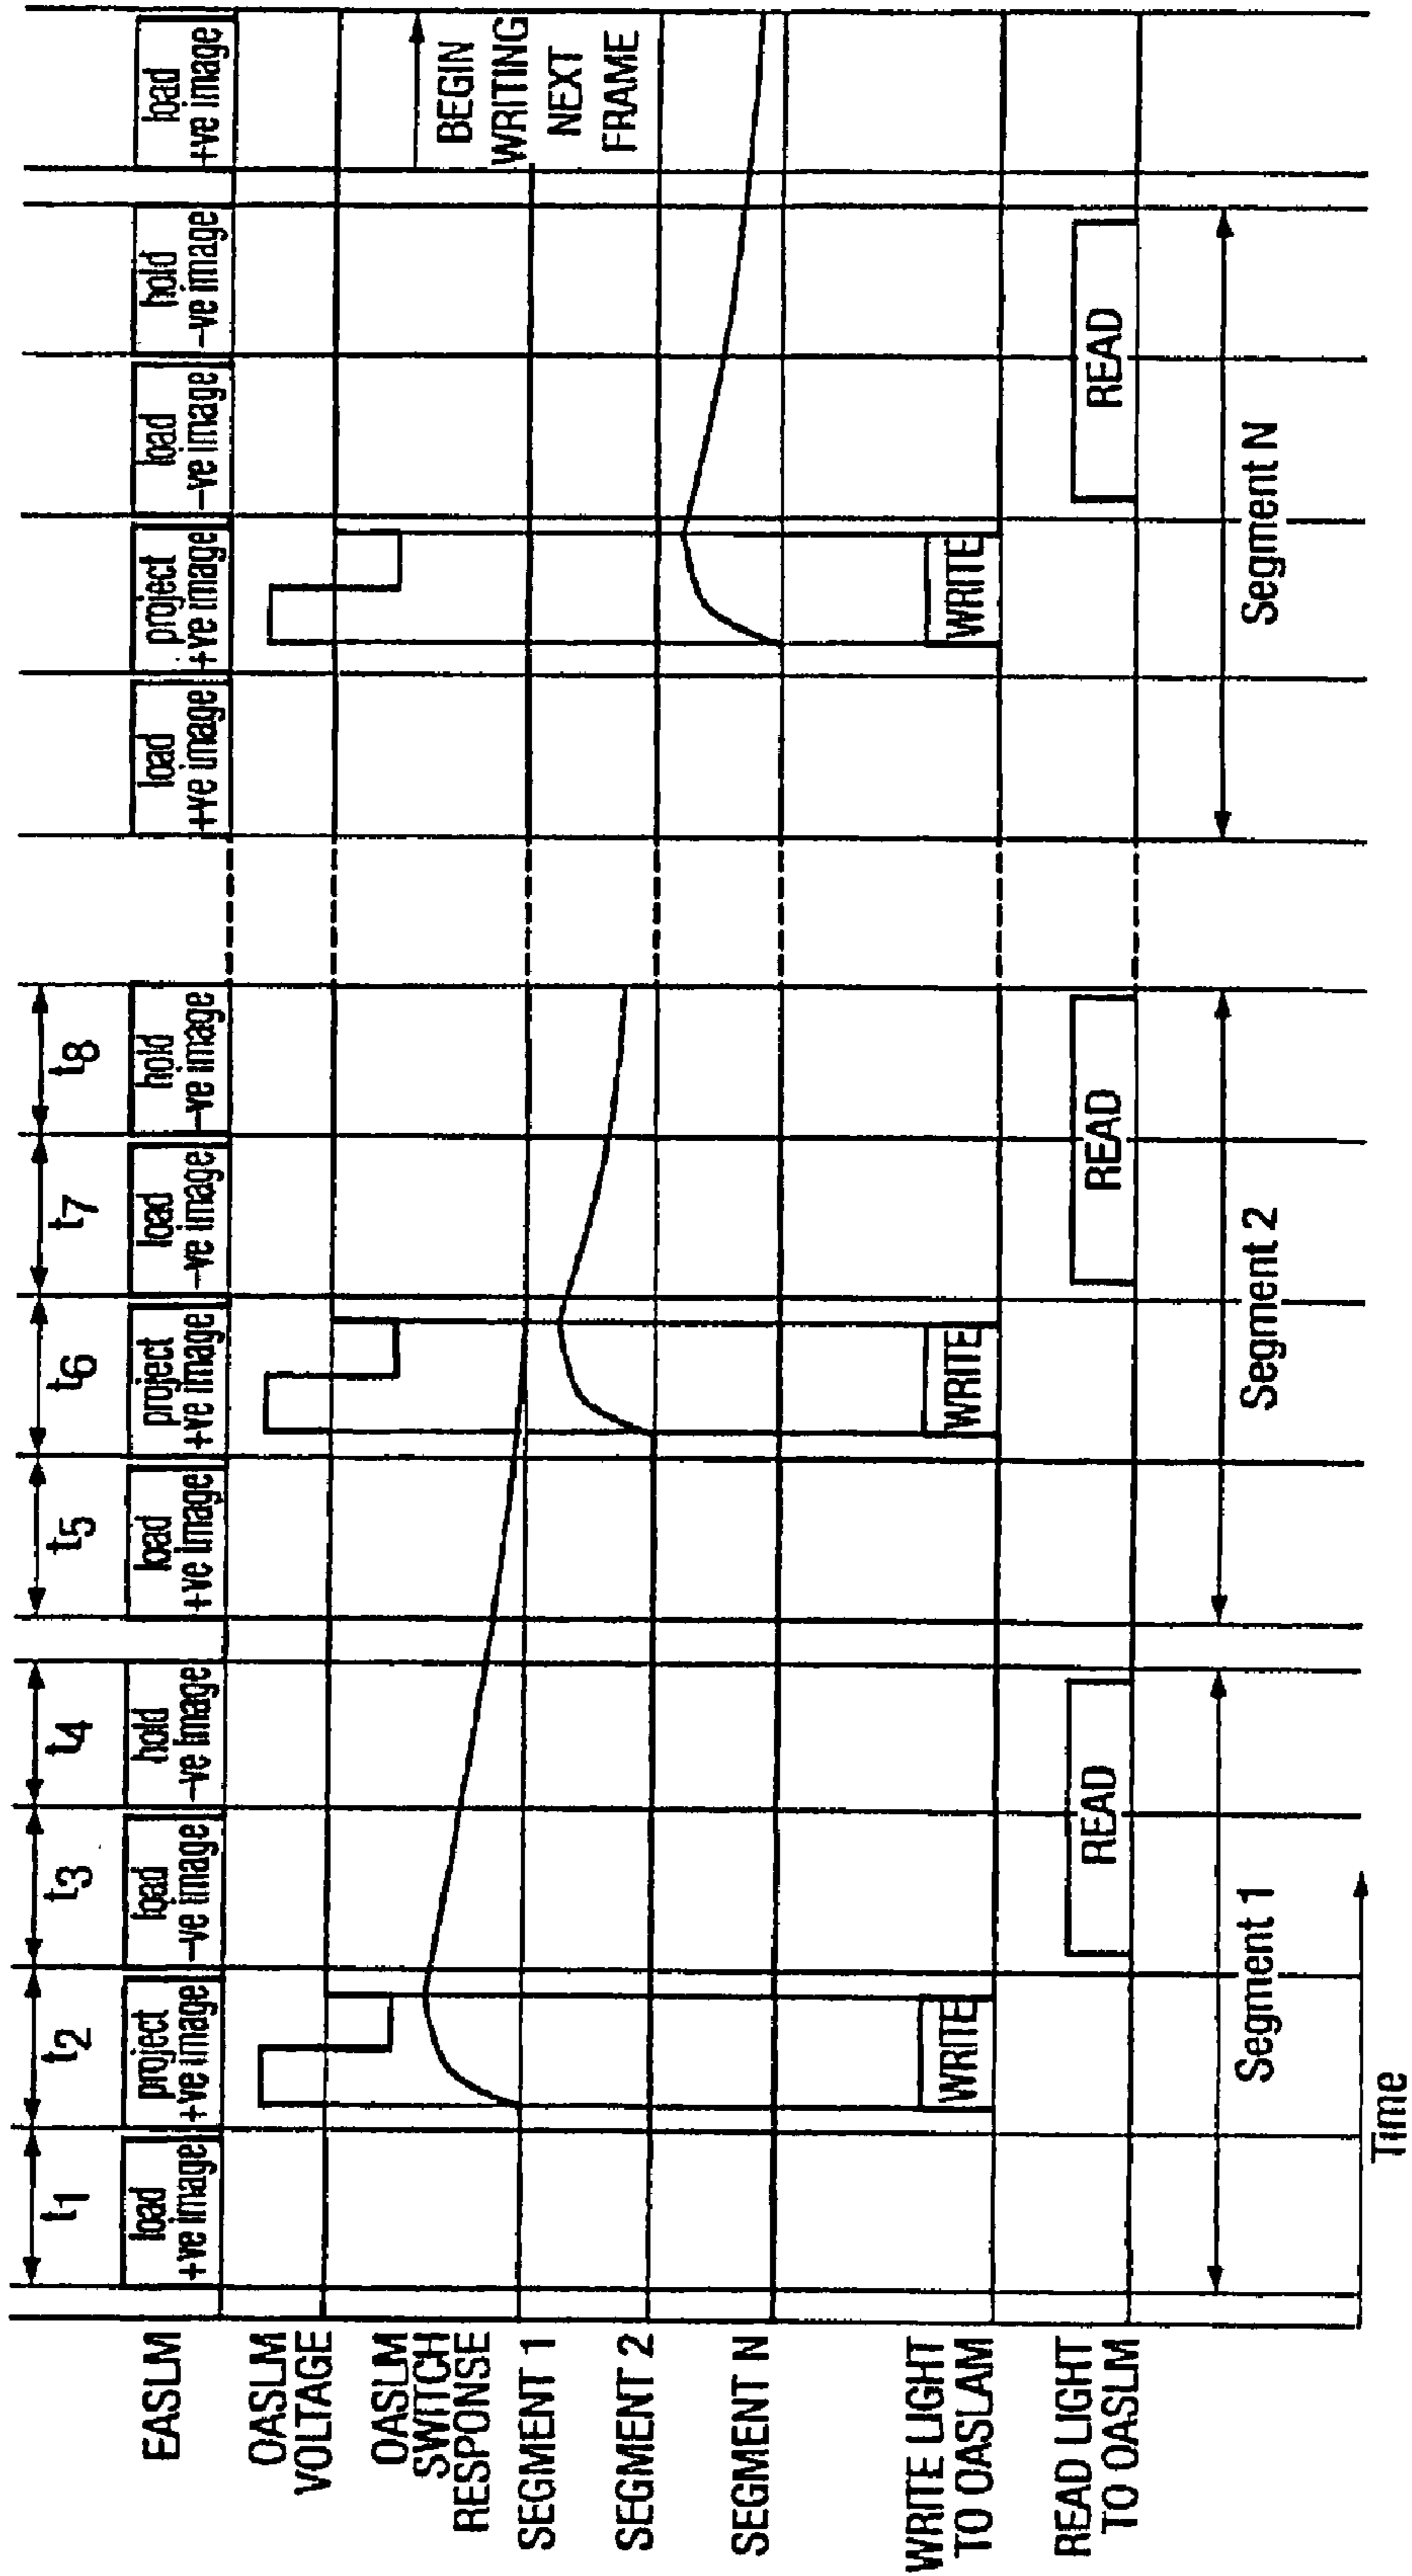 t1
t2
t3
t4
t5
t6
t7
t8
EASLM
load
+ve image
project
+ve image
load
-ve image
hold
-ve image
load
+ve image
project
+ve image
load
-ve image
hold
-ve image
load
+ve image
project
+ve image
load
-ve image
hold
-ve image
load
+ve image
OASLM
VOLTAGE
OASLM
SWITCH
RESPONSE
BEGIN
WRITING
NEXT
FRAME
SEGMENT 1
SEGMENT 2
SEGMENT N
WRITE LIGHT
TO OASLAM
WRITE
WRITE
WRITE
READ LIGHT
TO OASLM
READ
READ
READ
Segment 1
Segment 2
Segment N
Time